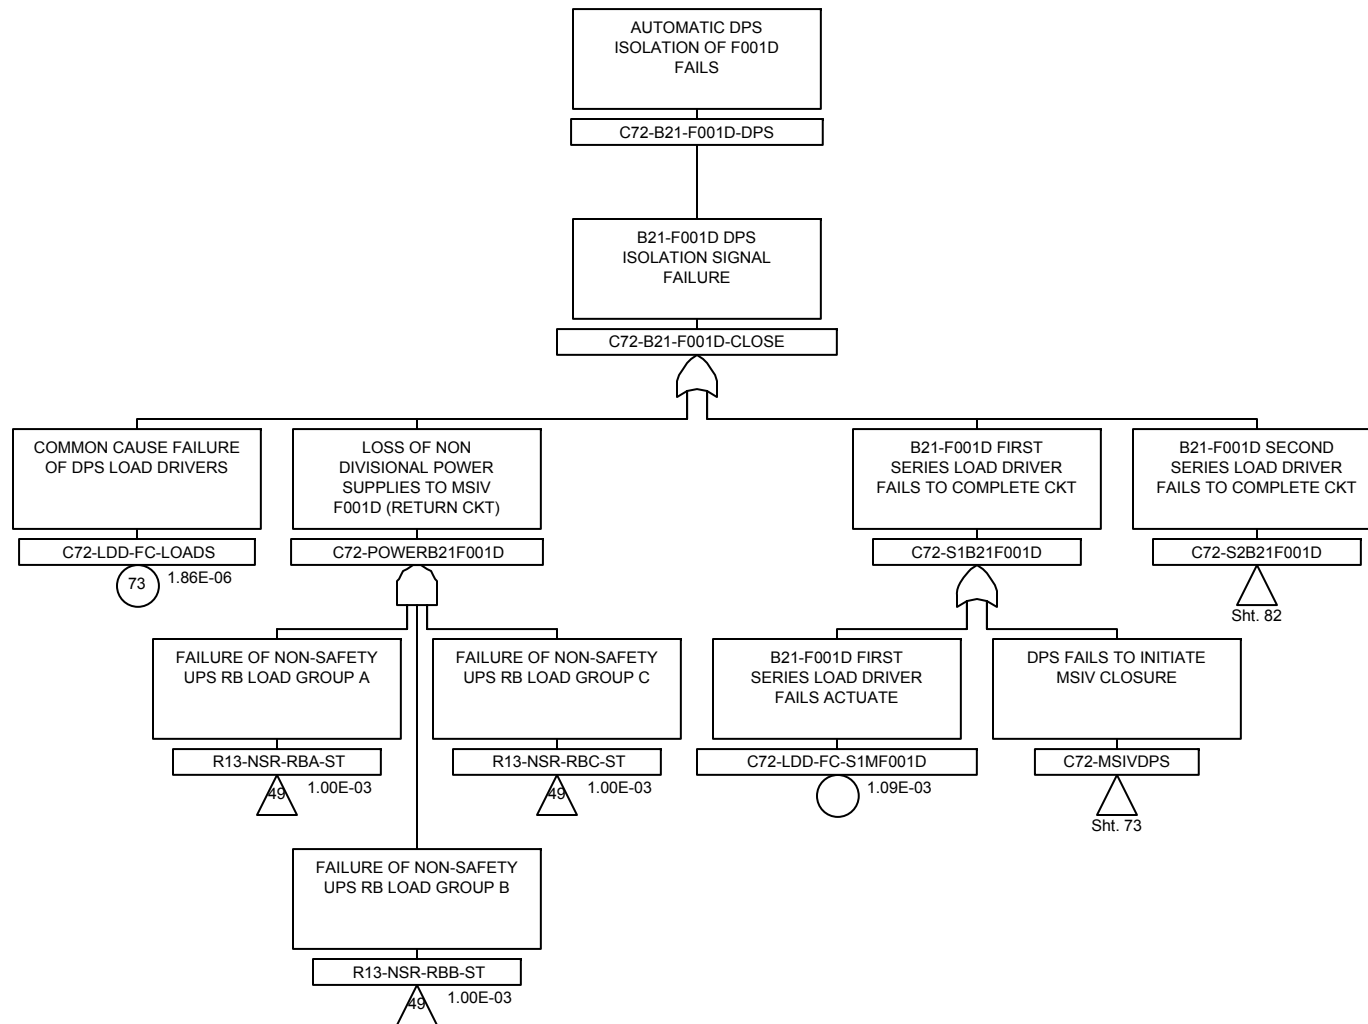 AUTOMATIC DPS
ISOLATION OF F001D
FAILS
C72-B21-F001D-DPS
B21-F001D DPS
ISOLATION SIGNAL
FAILURE
C72-B21-F001D-CLOSE
COMMON CAUSE FAILURE
OF DPS LOAD DRIVERS
C72-LDD-FC-LOADS
73
1.86E-06
LOSS OF NON
DIVISIONAL POWER
SUPPLIES TO MSIV
F001D (RETURN CKT)
C72-POWERB21F001D
B21-F001D FIRST
SERIES LOAD DRIVER
FAILS TO COMPLETE CKT
C72-S1B21F001D
B21-F001D SECOND
SERIES LOAD DRIVER
FAILS TO COMPLETE CKT
C72-S2B21F001D
Sht. 82
FAILURE OF NON-SAFETY
UPS RB LOAD GROUP A
R13-NSR-RBA-ST
49
1.00E-03
FAILURE OF NON-SAFETY
UPS RB LOAD GROUP C
R13-NSR-RBC-ST
49
1.00E-03
B21-F001D FIRST
SERIES LOAD DRIVER
FAILS ACTUATE
C72-LDD-FC-S1MF001D
1.09E-03
DPS FAILS TO INITIATE
MSIV CLOSURE
C72-MSIVDPS
Sht. 73
FAILURE OF NON-SAFETY
UPS RB LOAD GROUP B
R13-NSR-RBB-ST
49
1.00E-03